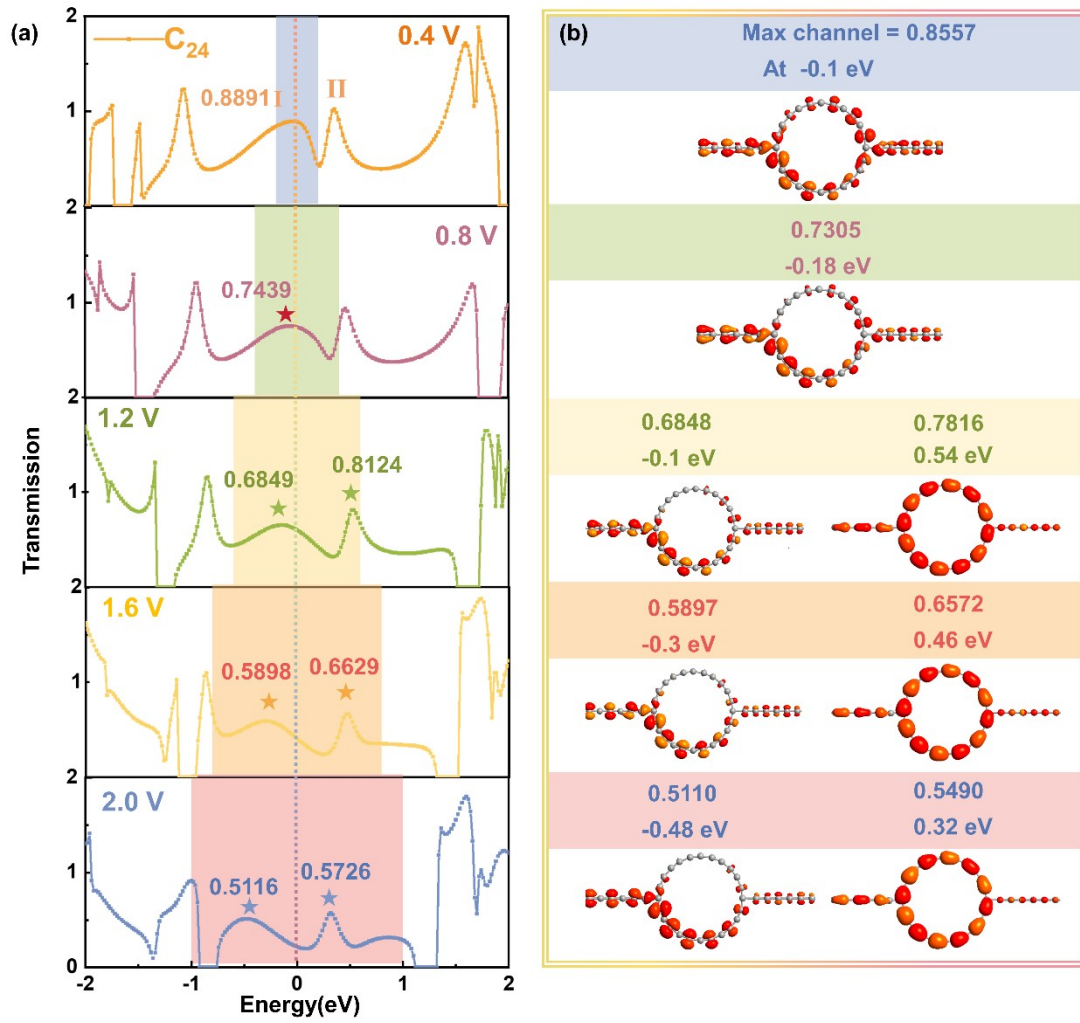 (a)
C24
0.4 V
0.8891 I
II
0.8 V
0.7439
1.2 V
0.6849
0.8124
1.6 V
0.5898
0.6629
2.0 V
0.5116
0.5726
2
1
2
1
2
1
2
1
2
1
0
-2 -1 0 1 2
Transmission
Energy(eV)
(b)
Max channel = 0.8557
At -0.1 eV
0.7305
-0.18 eV
0.6848 0.7816
-0.1 eV 0.54 eV
0.5897 0.6572
-0.3 eV 0.46 eV
0.5110 0.5490
-0.48 eV 0.32 eV